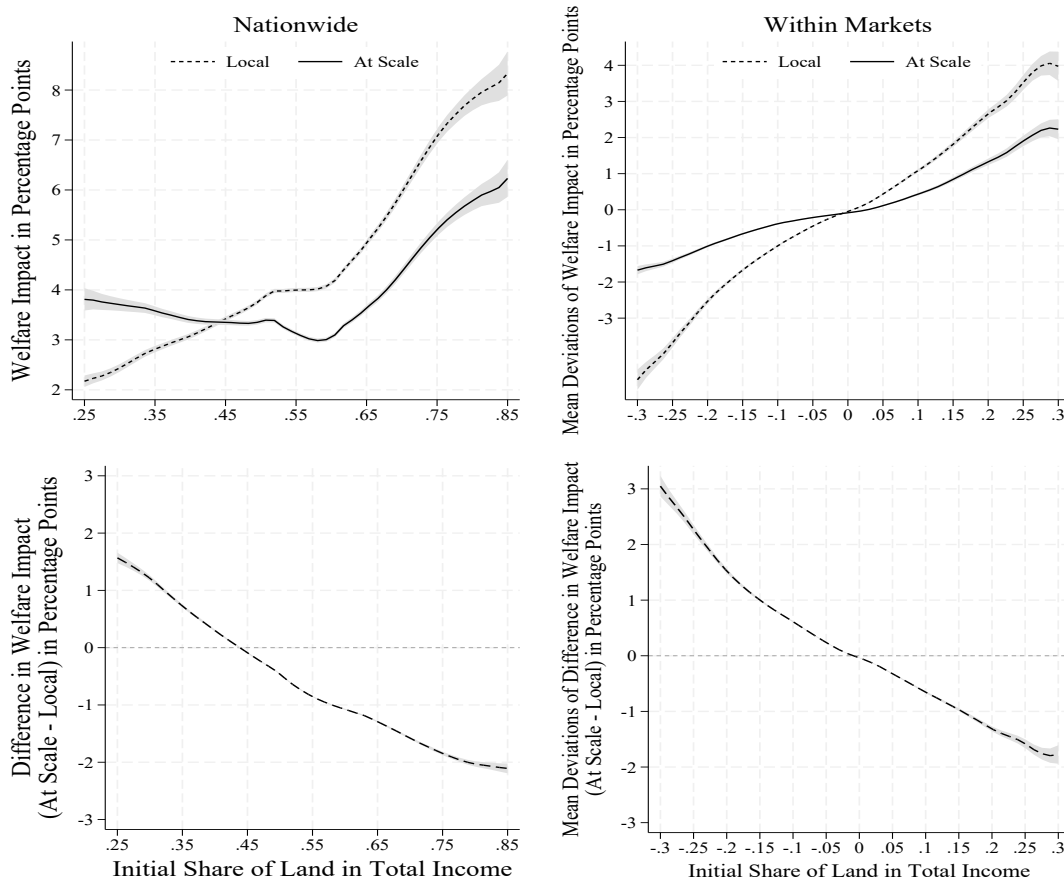 Nationwide
Local At Scale
Welfare Impact in Percentage Points
8
7
6
5
4
3
2
.25 .35 .45 .55 .65 .75 .85
Within Markets
Local At Scale
Mean Deviations of Welfare Impact in Percentage Points
4
3
2
1
0
-1
-2
-3
-.3 -.25 -.2 -.15 -.1 -.05 0 .05 .1 .15 .2 .25 .3
Difference in Welfare Impact
(At Scale - Local) in Percentage Points
3
2
1
0
-1
-2
-3
.25 .35 .45 .55 .65 .75 .85
Initial Share of Land in Total Income
Mean Deviations of Difference in Welfare Impact
(At Scale - Local) in Percentage Points
3
2
1
0
-1
-2
-3
-.3 -.25 -.2 -.15 -.1 -.05 0 .05 .1 .15 .2 .25 .3
Initial Share of Land in Total Income